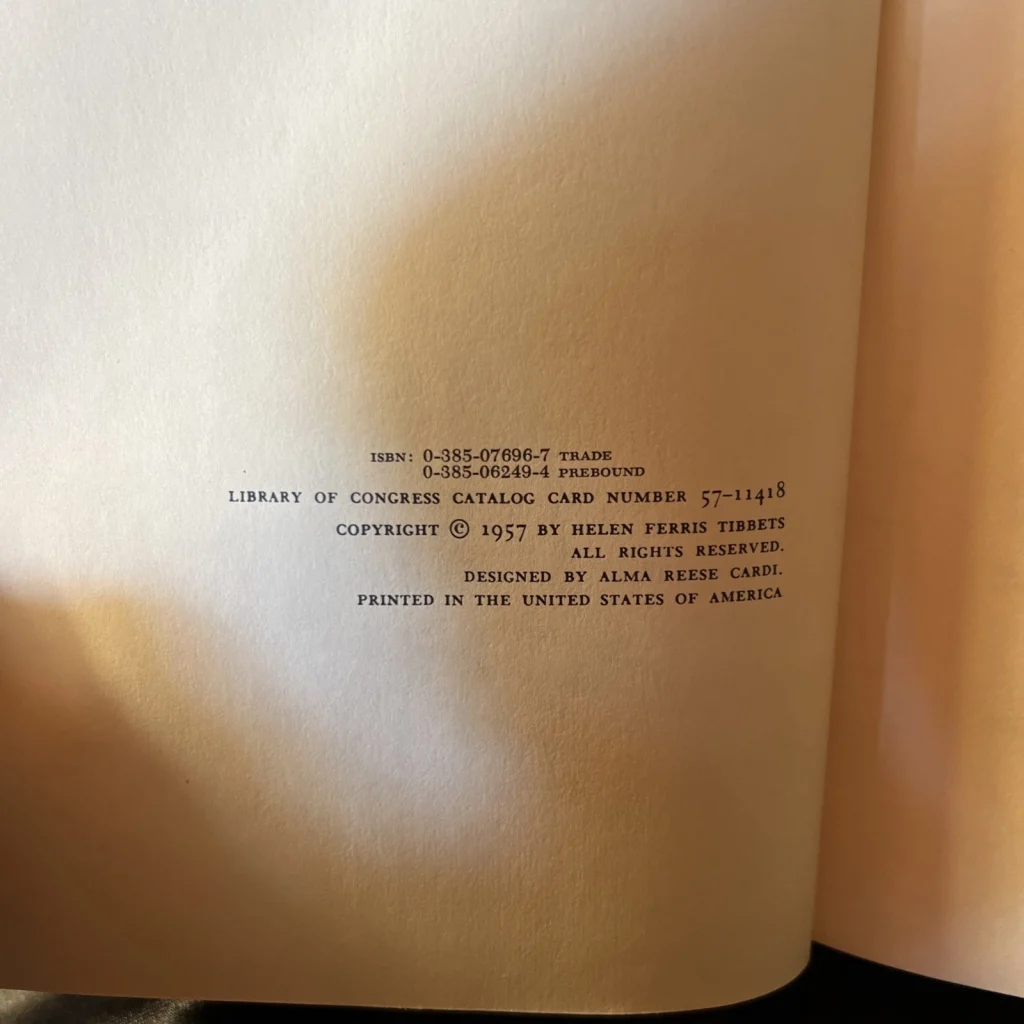 ISBN: 0-385-07696-7 TRADE
0-385-06249-4 PREBOUND
LIBRARY OF CONGRESS CATALOG CARD NUMBER 57-11418
COPYRIGHT © 1957 BY HELEN FERRIS TIBBETS
ALL RIGHTS RESERVED.
DESIGNED BY ALMA REESE CARDI.
PRINTED IN THE UNITED STATES OF AMERICA